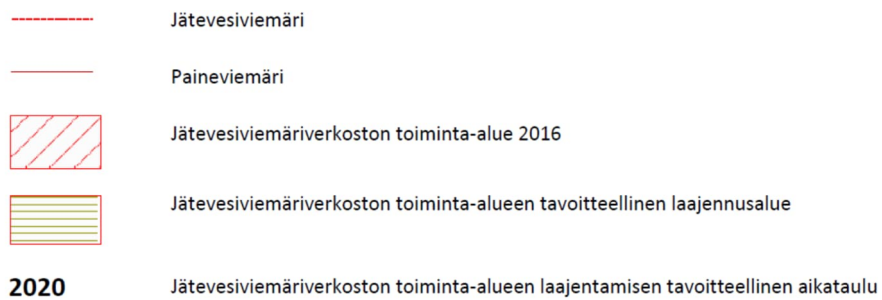 Jätevesiviemäri
Paineviemäri
Jätevesiviemäriverkoston toiminta-alue 2016
Jätevesiviemäriverkoston toiminta-alueen tavoitteellinen laajennusalue
2020 Jätevesiviemäriverkoston toiminta-alueen laajentamisen tavoitteellinen aikataulu